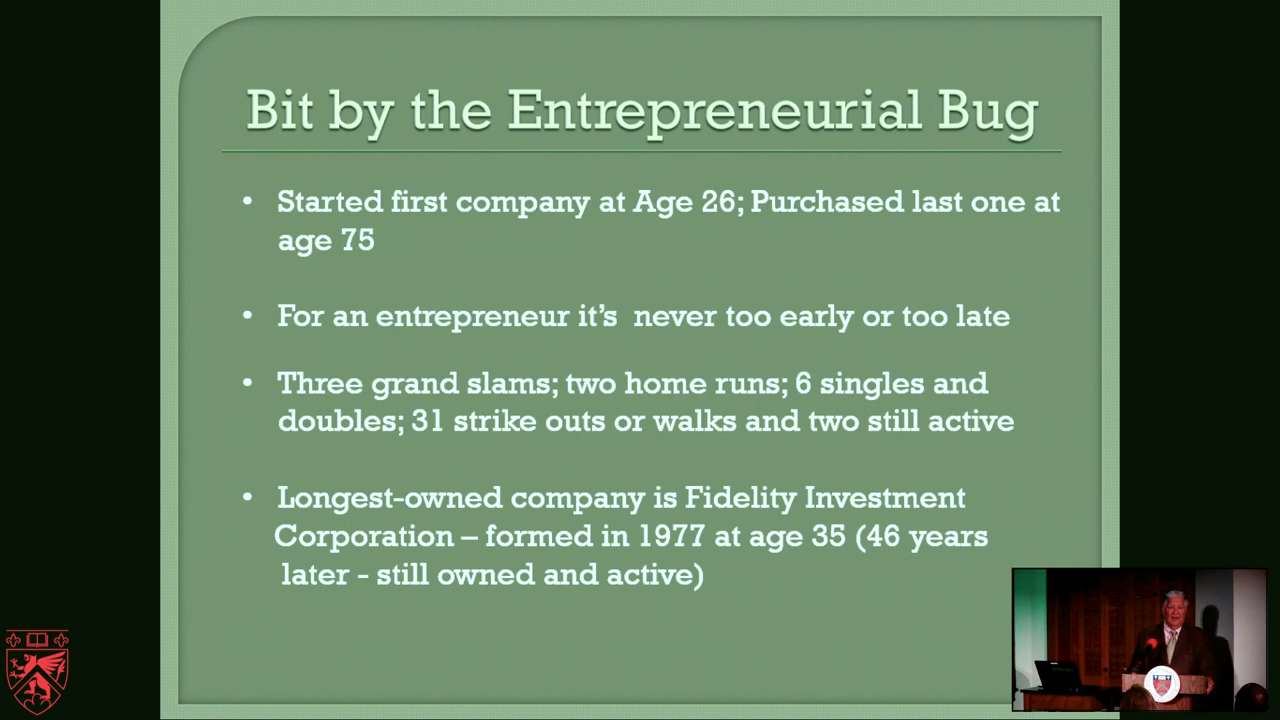 Bit by the Entrepreneurial Bug
• Started first company at Age 26; Purchased last one at
age 75
• For an entrepreneur it’s  never too early or too late
• Three grand slams; two home runs; 6 singles and
doubles; 31 strike outs or walks and two still active
• Longest-owned company is Fidelity Investment
Corporation – formed in 1977 at age 35 (46 years
later - still owned and active)